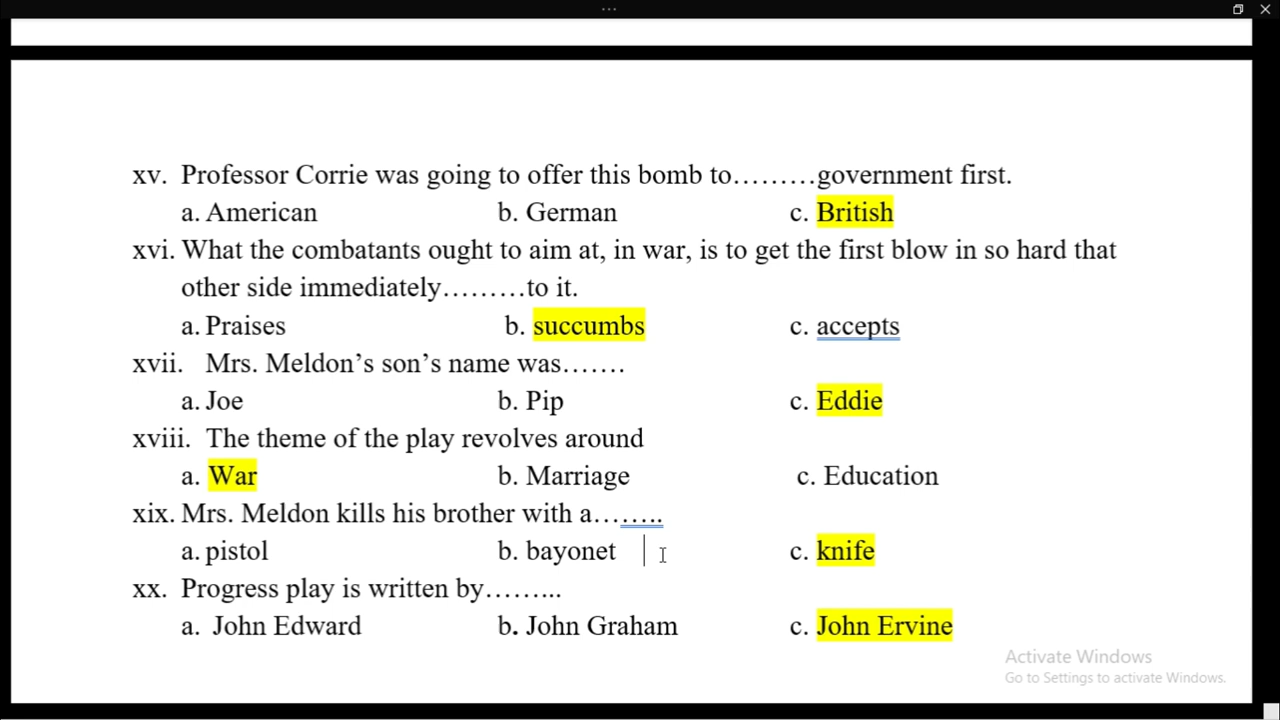 xv. Professor Corrie was going to offer this bomb to………government first.
a. American b. German c. British
xvi. What the combatants ought to aim at, in war, is to get the first blow in so hard that
other side immediately………to it.
a. Praises b. succumbs c. accepts
xvii. Mrs. Meldon’s son’s name was…….
a. Joe b. Pip c. Eddie
xviii. The theme of the play revolves around
a. War b. Marriage c. Education
xix. Mrs. Meldon kills his brother with a……..
a. pistol b. bayonet c. knife
xx. Progress play is written by……...
a. John Edward b. John Graham c. John Ervine
Activate Windows
Go to Settings to activate Windows.